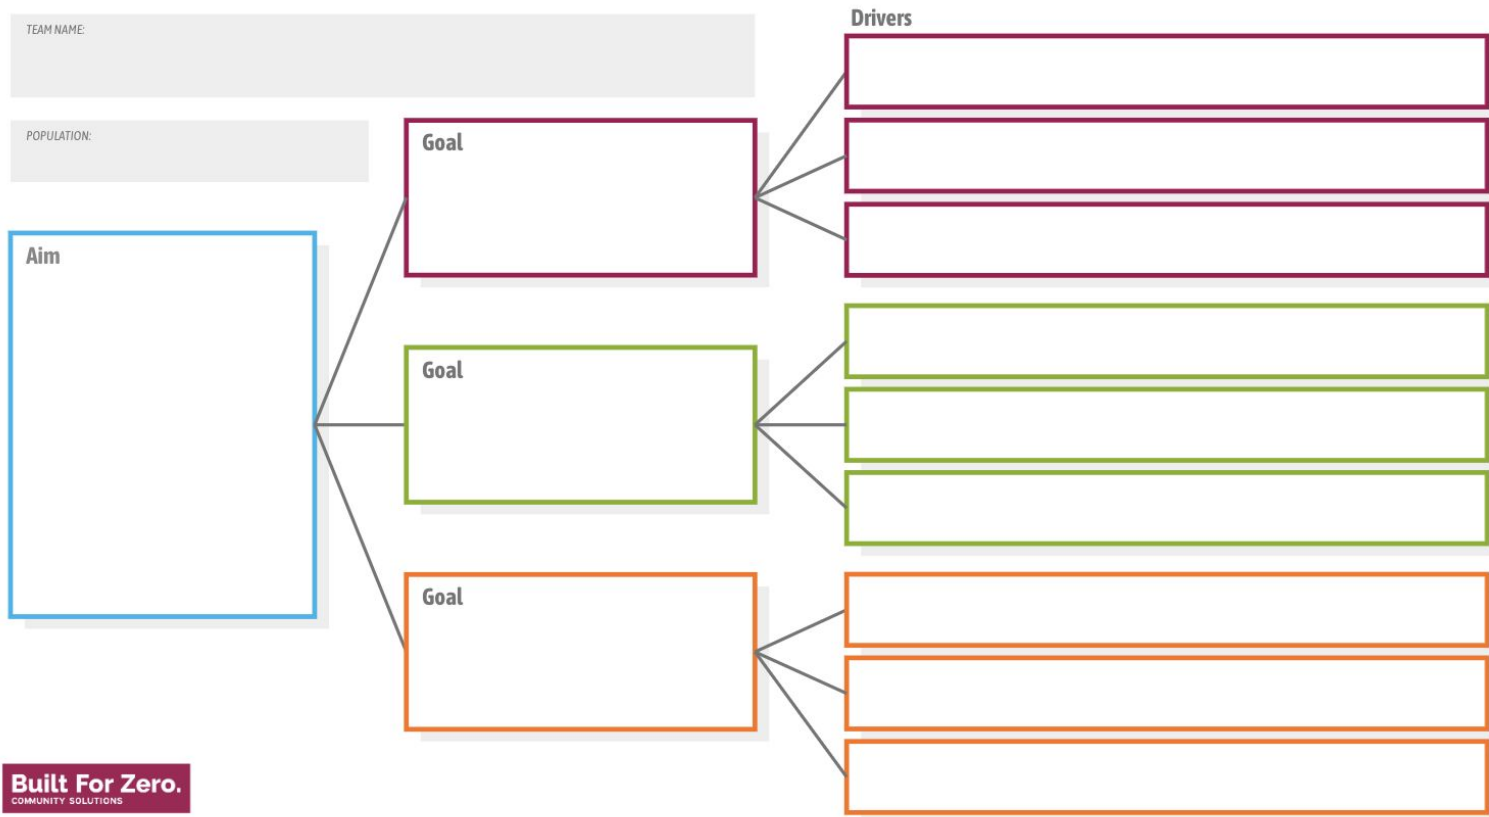 TEAM NAME:
POPULATION:
Aim
Goal
Goal
Goal
Drivers
Built For Zero.
COMMUNITY SOLUTIONS